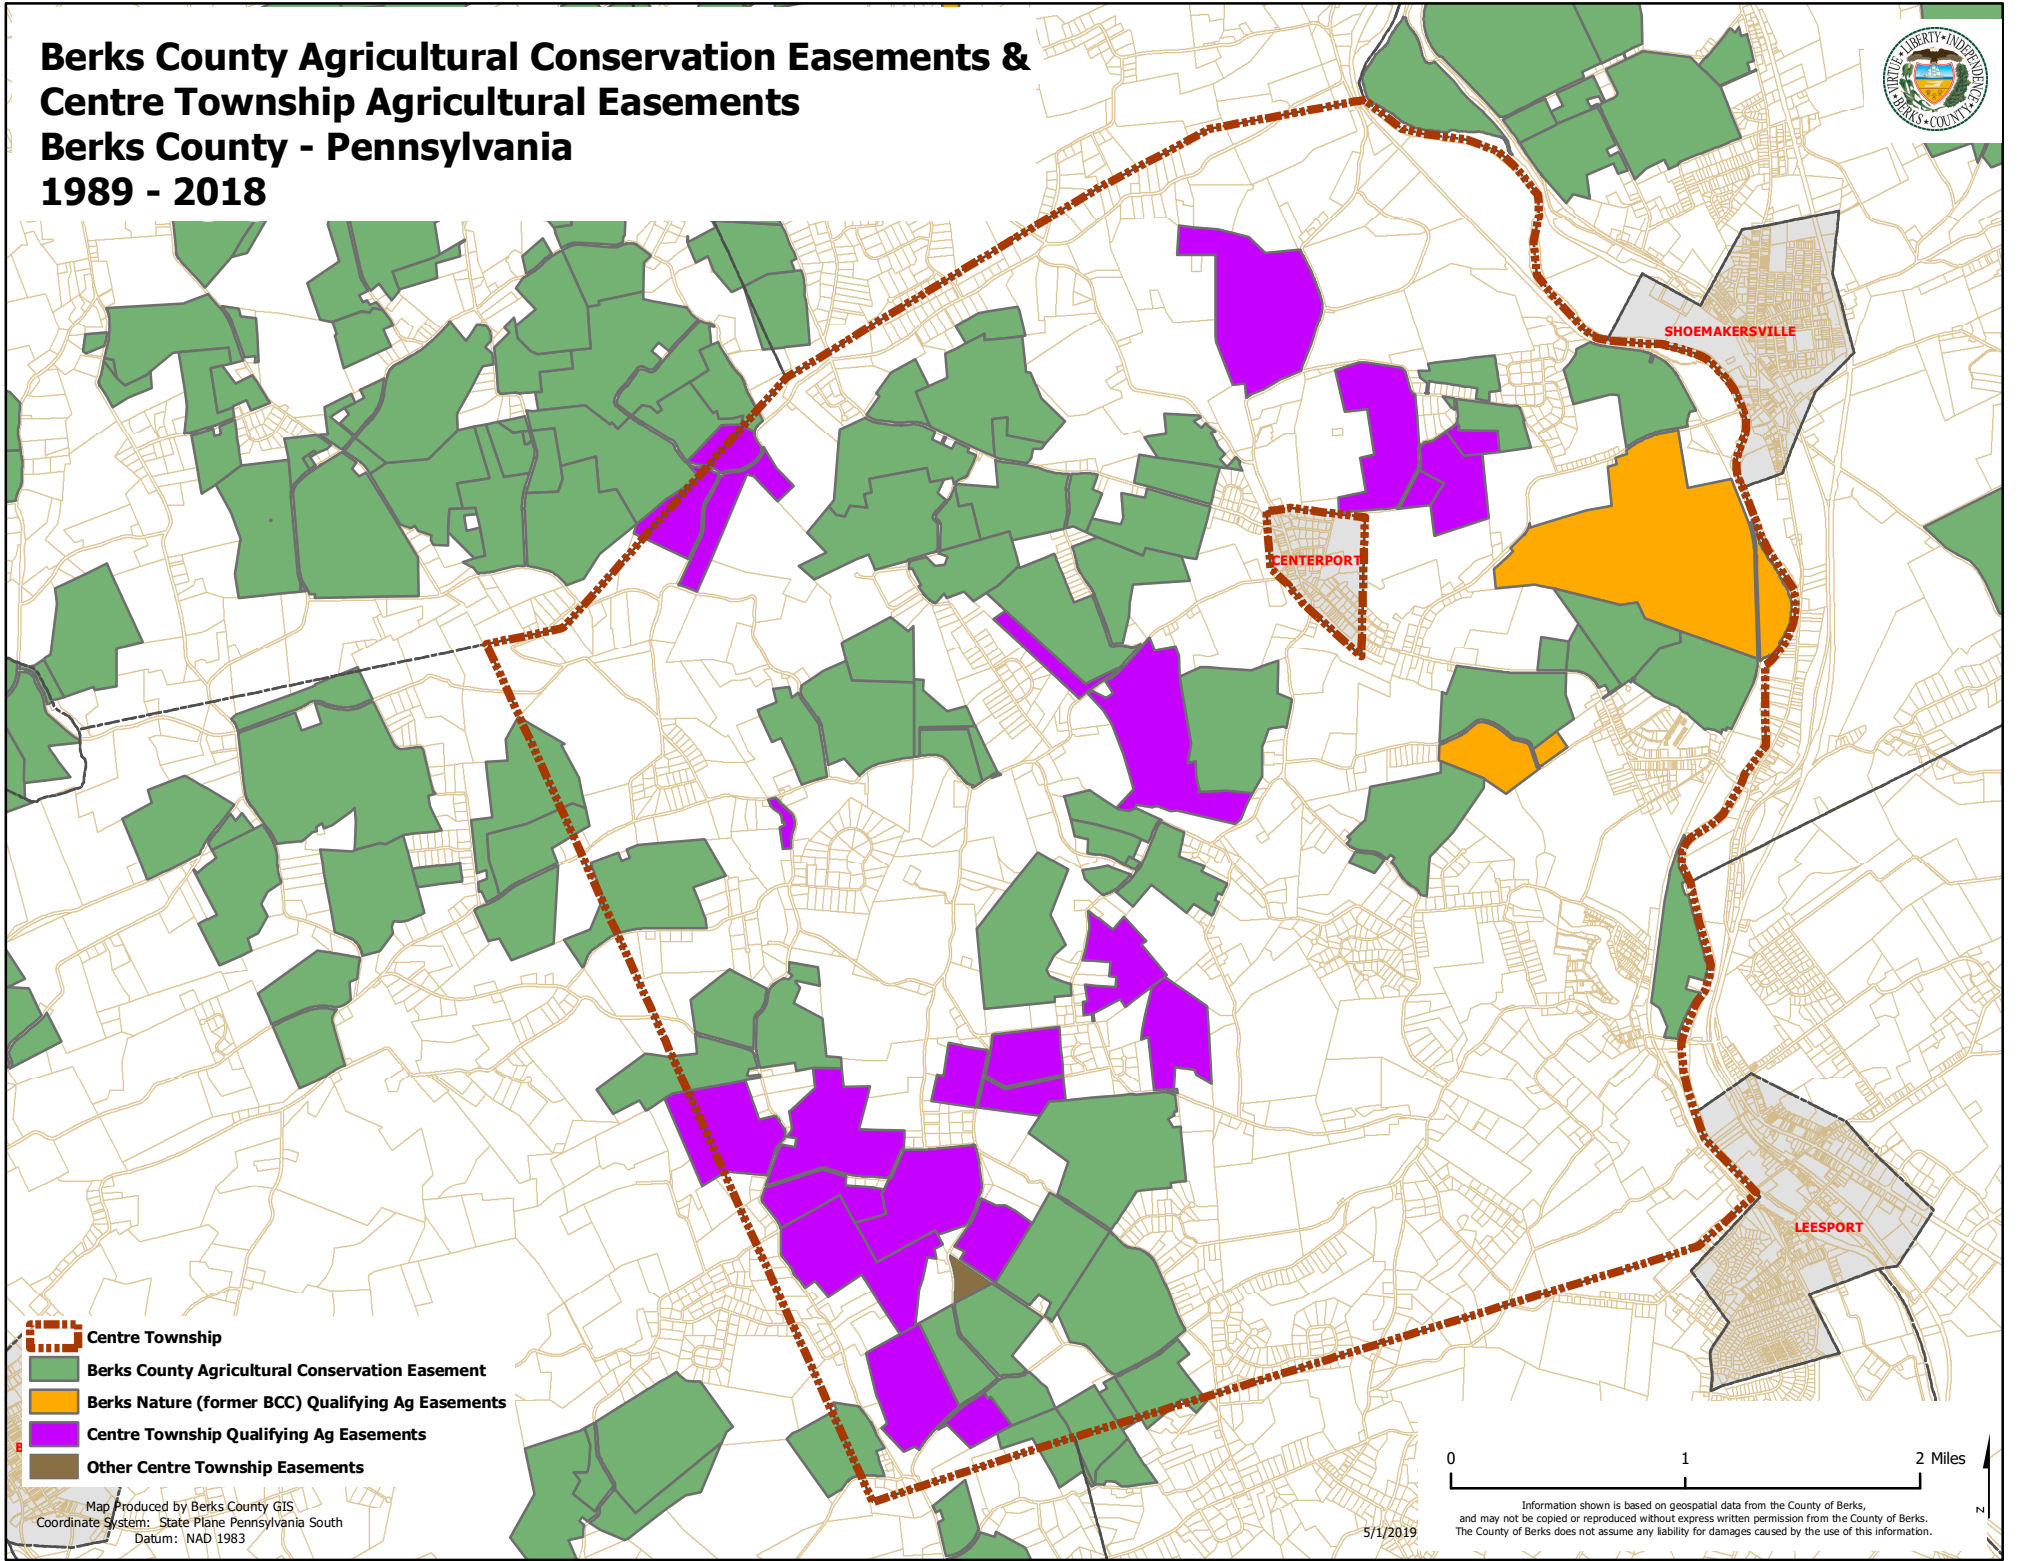 Berks County Agricultural Conservation Easements &
Centre Township Agricultural Easements
Berks County - Pennsylvania
1989 - 2018
VIRTUE★LIBERTY★INDEPENDENCE★
BERKS★COUNTY★
SHOEMAKERSVILLE
CENTERPORT
LEESPORT
Centre Township
Berks County Agricultural Conservation Easement
Berks Nature (former BCC) Qualifying Ag Easements
Centre Township Qualifying Ag Easements
B
Other Centre Township Easements
Map Produced by Berks County GIS
Coordinate System: State Plane Pennsylvania South
Datum: NAD 1983
0 1 2 Miles
Information shown is based on geospatial data from the County of Berks,
and may not be copied or reproduced without express written permission from the County of Berks.
The County of Berks does not assume any liability for damages caused by the use of this information.
5/1/2019
N